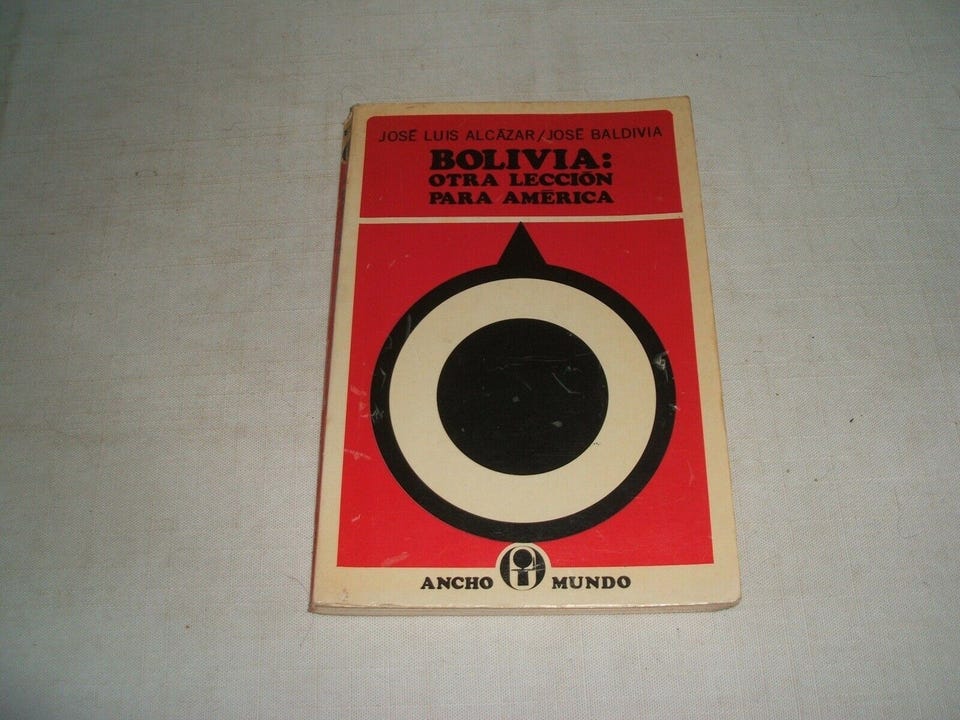 JOSÉ LUIS ALCÁZAR/JOSÉ BALDIVIA
BOLIVIA:
OTRA LECCIÓN
PARA AMÉRICA
ANCHO MUNDO